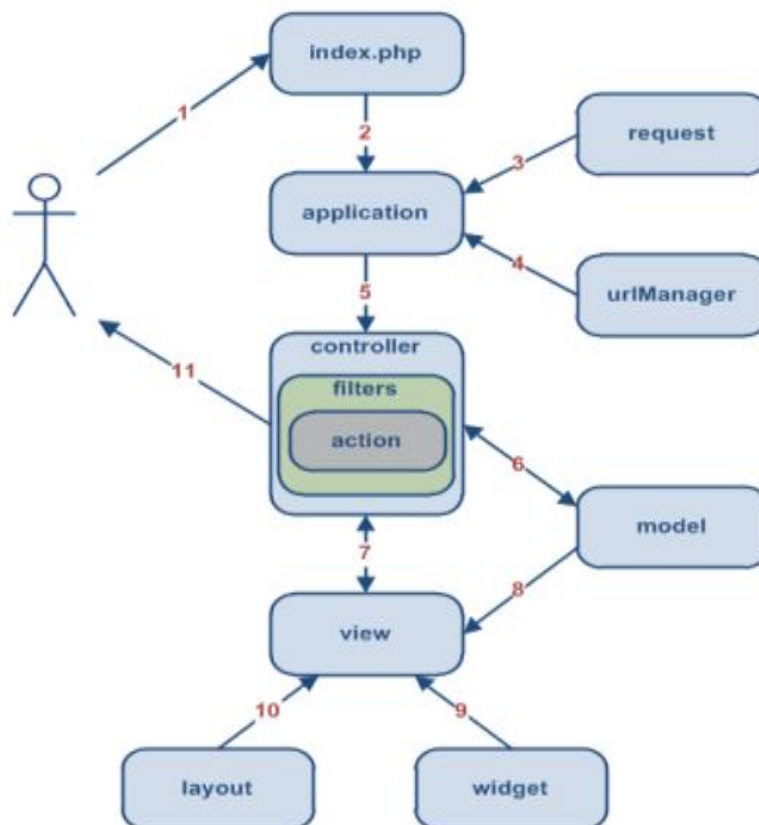 index.php
1
2
request
3
application
4
urlManager
5
controller
filters
11
action
6
model
7
8
view
10
9
layout
widget